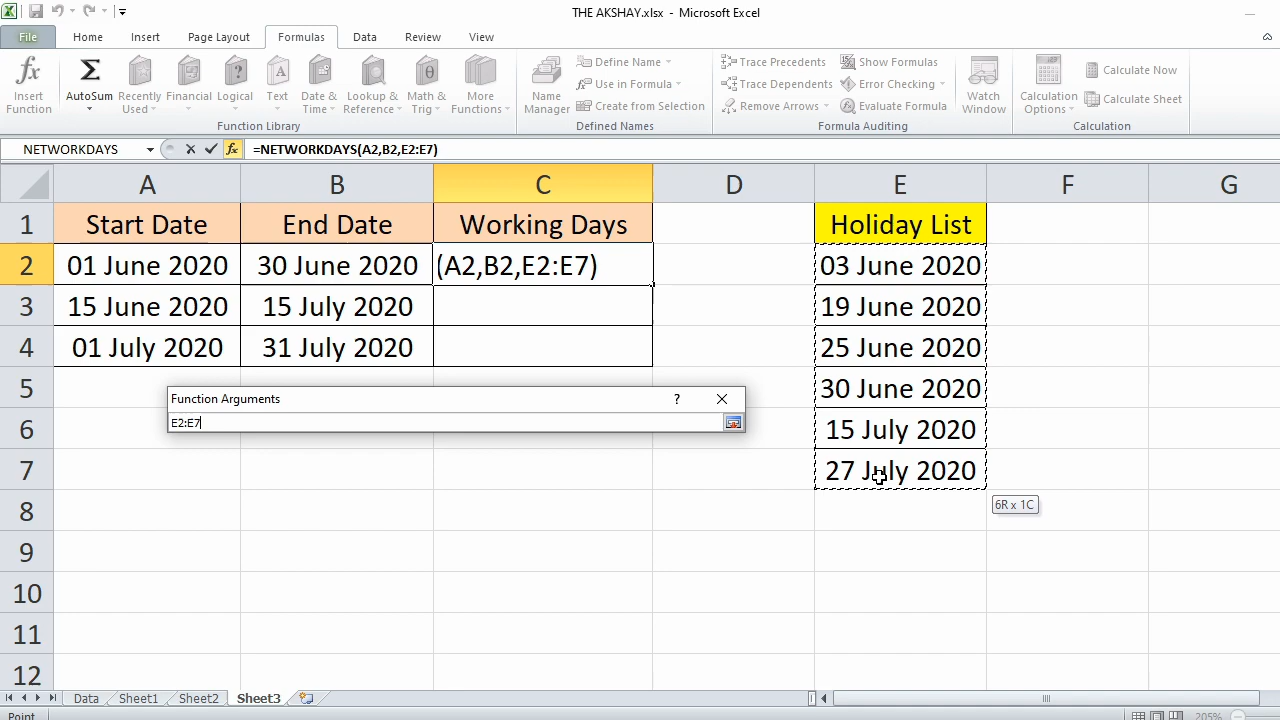 THE AKSHAY.xlsx - Microsoft Excel
File Home Insert Page Layout Formulas Data Review View
fx Σ ? A θ
Insert Function
AutoSum
Recently Used
Financial
Logical
Text
Date & Time
Lookup & Reference
Math & Trig
More Functions
Function Library
Name Manager
Define Name
Use in Formula
Create from Selection
Defined Names
Trace Precedents
Trace Dependents
Remove Arrows
Show Formulas
Error Checking
Evaluate Formula
Formula Auditing
Watch Window
Calculation Options
Calculate Now
Calculate Sheet
Calculation
NETWORKDAYS fx =NETWORKDAYS(A2,B2,E2:E7)
A B C D E F G
1 Start Date End Date Working Days Holiday List
2 01 June 2020 30 June 2020 (A2,B2,E2:E7) 03 June 2020
3 15 June 2020 15 July 2020 19 June 2020
4 01 July 2020 31 July 2020 25 June 2020
5 30 June 2020
6 15 July 2020
7 27 July 2020
Function Arguments ?
E2:E7
6R x 1C
8
9
10
11
12
Data Sheet1 Sheet2 Sheet3
Point 205%